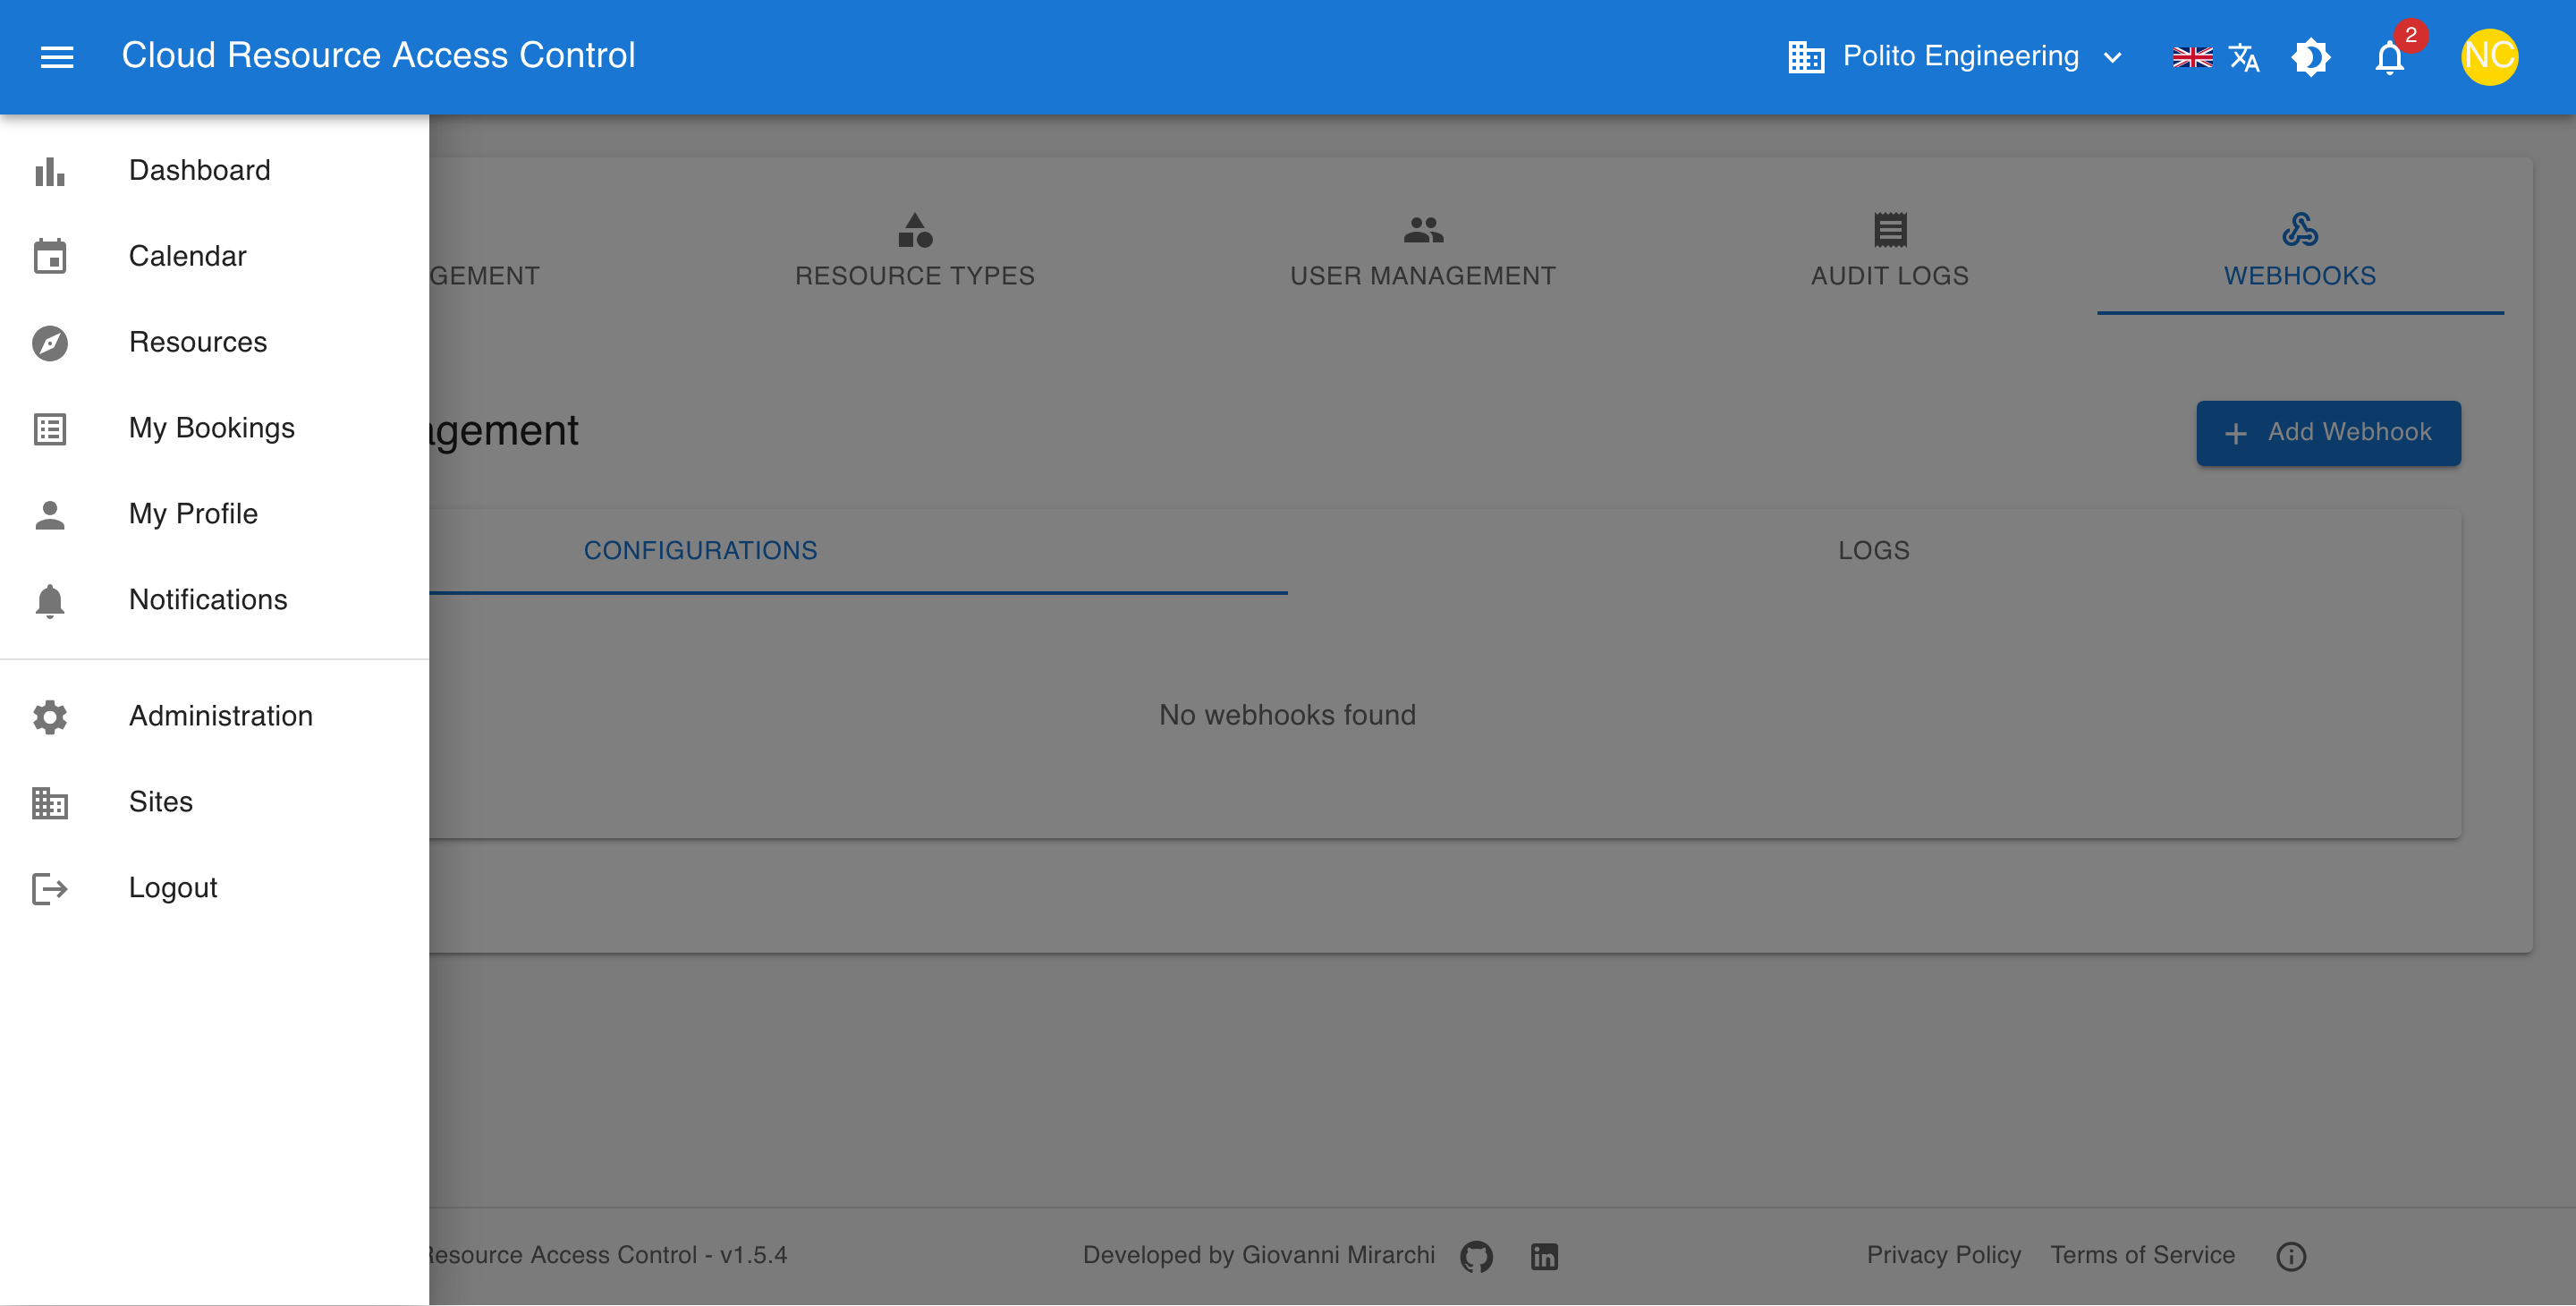 Cloud Resource Access Control
Polito Engineering
2
NC
Dashboard
Calendar
Resources
My Bookings
My Profile
Notifications
Administration
Sites
Logout
GEMENT
RESOURCE TYPES
USER MANAGEMENT
AUDIT LOGS
WEBHOOKS
agement
Add Webhook
CONFIGURATIONS
LOGS
No webhooks found
Resource Access Control - v1.5.4
Developed by Giovanni Mirarchi
Privacy Policy
Terms of Service